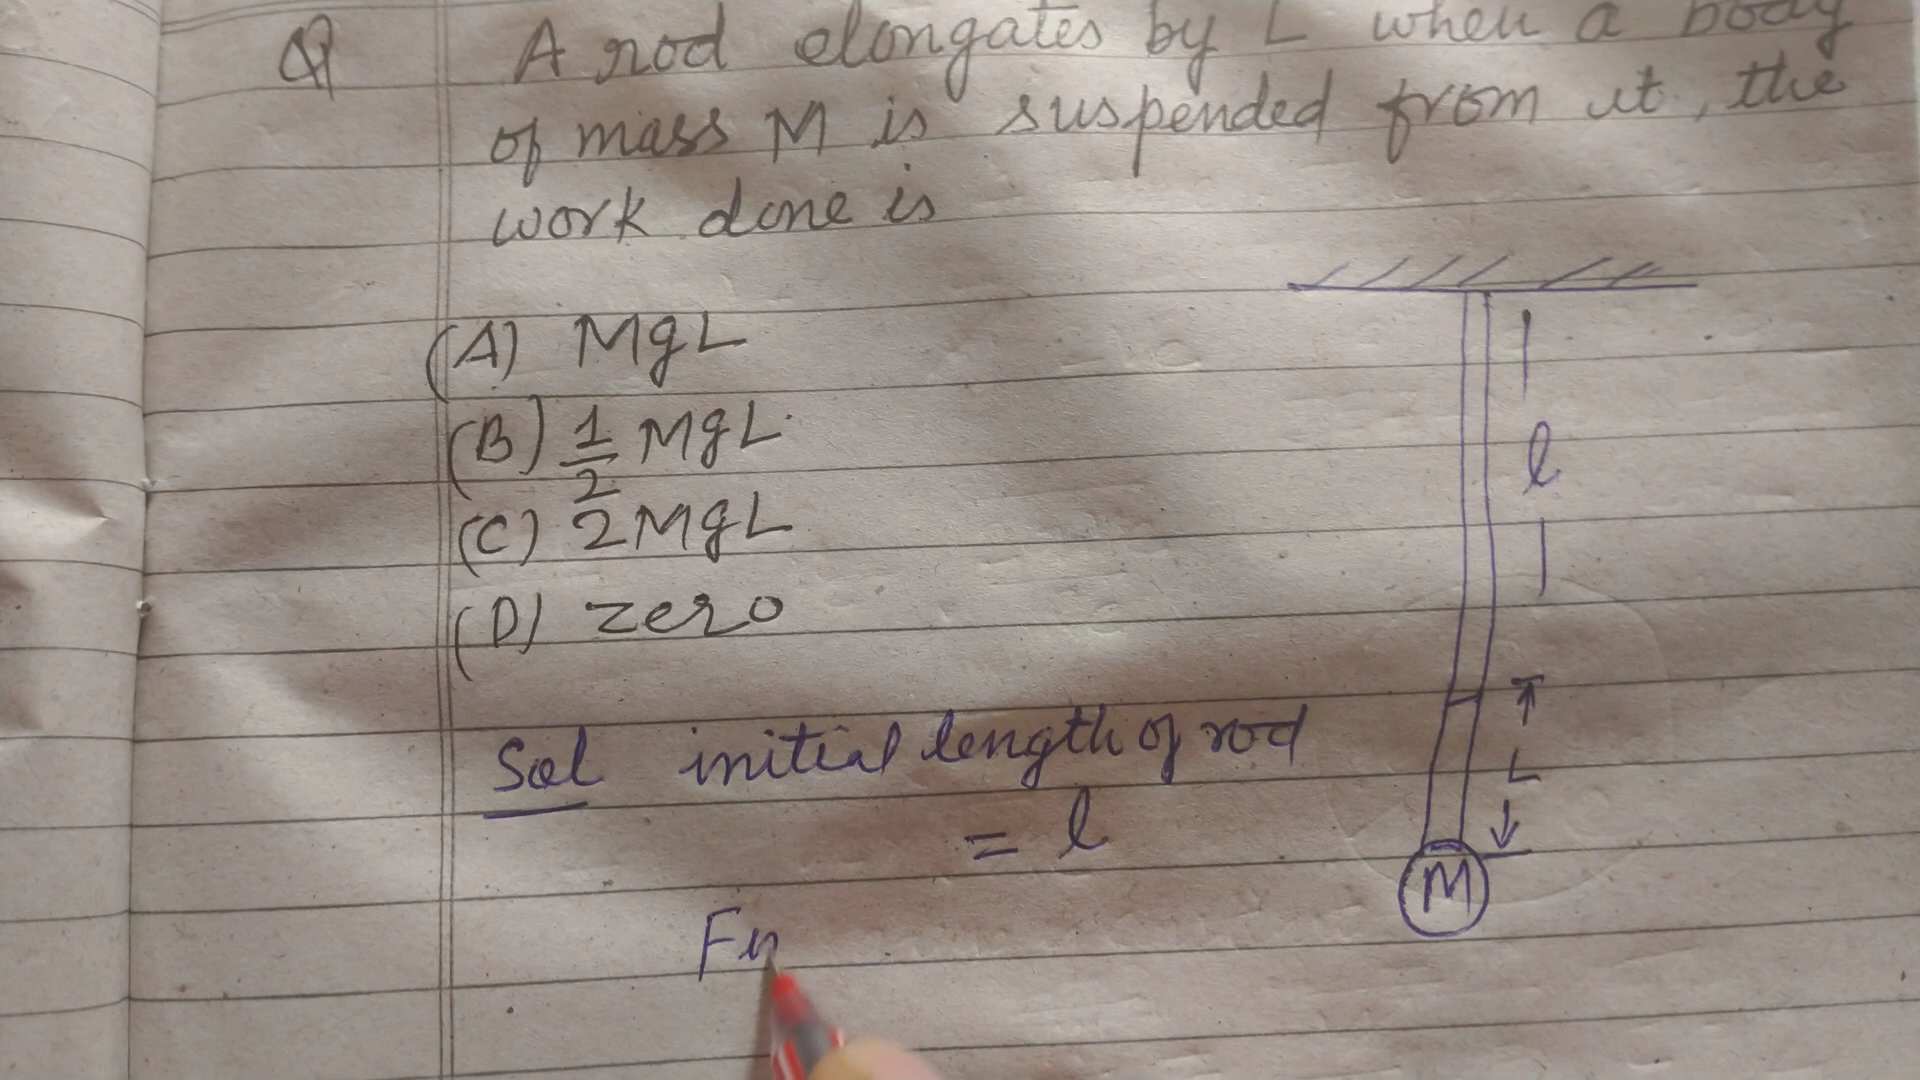 Q A rod elongates by L when a body
of mass M is suspended from it, the
work done is
(A) MgL
(B) 1/2 MgL
(C) 2MgL
(D) zero
l
Sol initial length of rod
= l
L
M